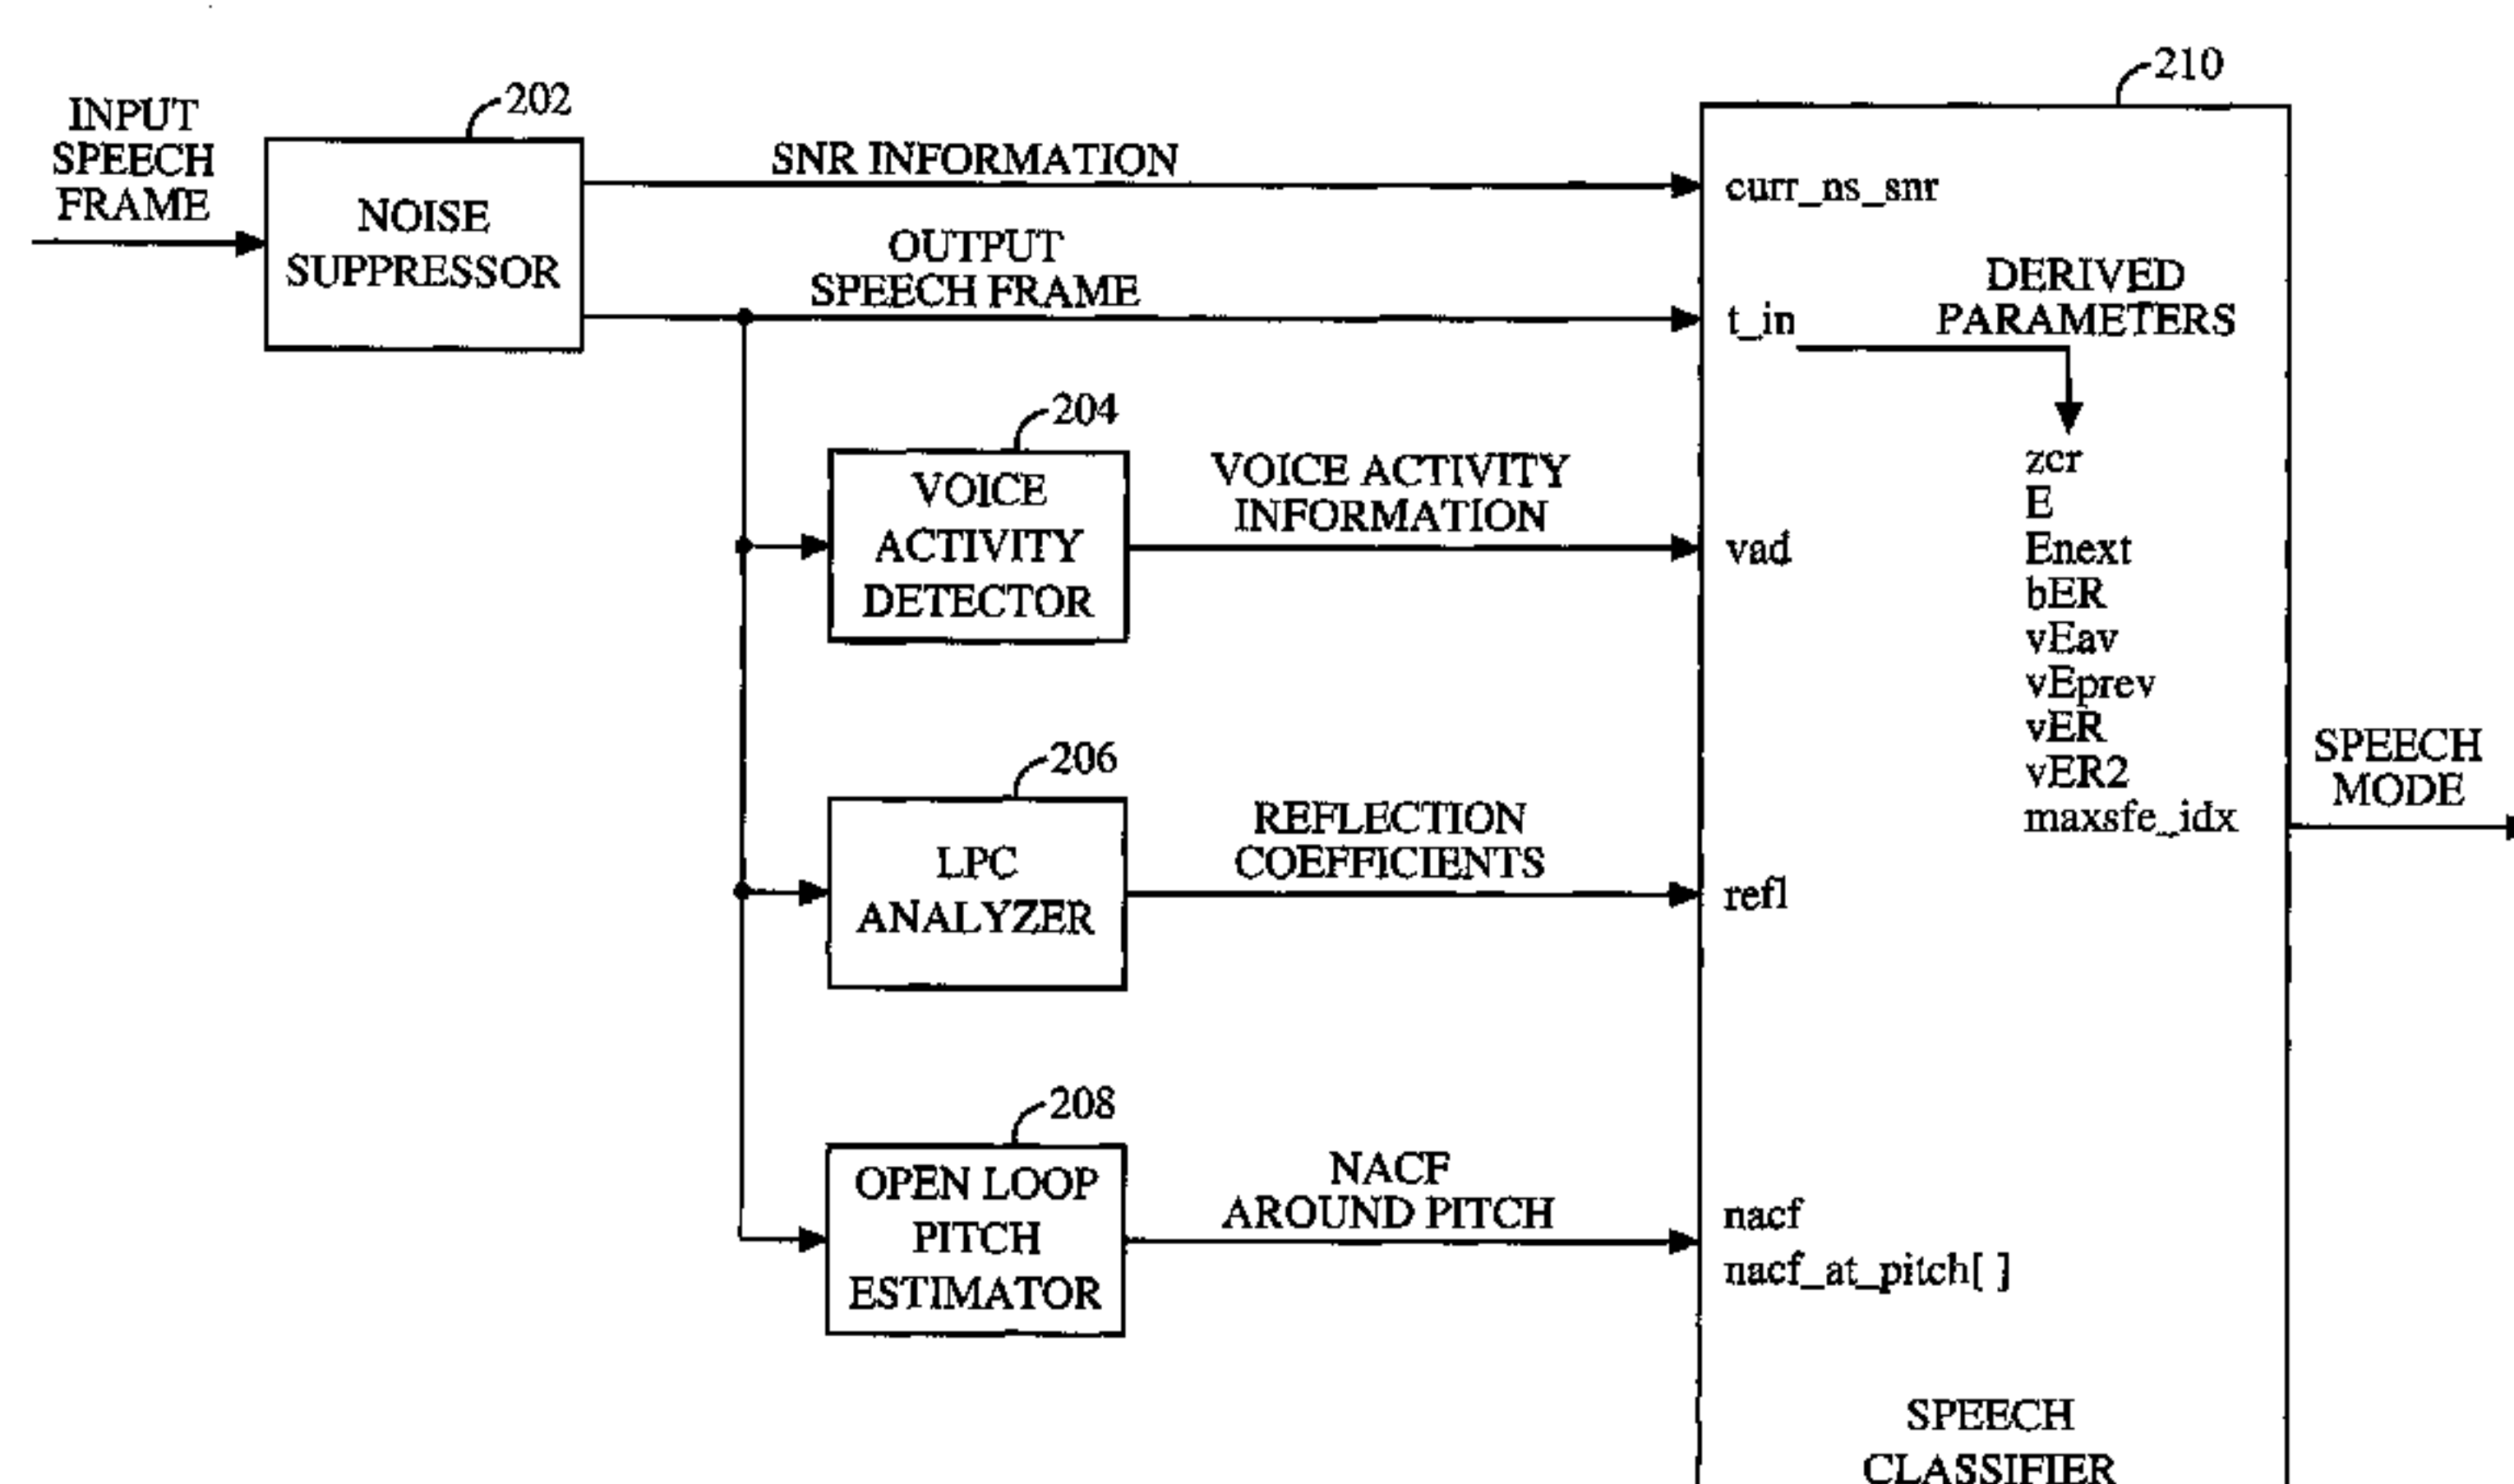 210
202
INPUT
SPEECH
FRAME
NOISE
SUPPRESSOR
SNR INFORMATION
curr_ns_snr
OUTPUT
SPEECH FRAME
t_in
DERIVED
PARAMETERS
204
VOICE
ACTIVITY
DETECTOR
VOICE ACTIVITY
INFORMATION
vad
zcr
E
Enext
bER
vEav
vEprev
vER
vER2
maxsfe_idx
SPEECH
MODE
206
LPC
ANALYZER
REFLECTION
COEFFICIENTS
refl
208
OPEN LOOP
PITCH
ESTIMATOR
NACF
AROUND PITCH
nacf
nacf_at_pitch[ ]
SPEECH
CLASSIFIER